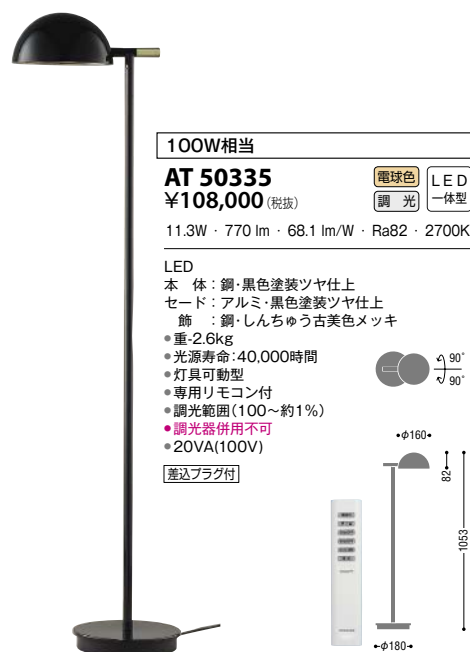 100W相当
AT 50335
¥108,000(税抜)
電球色
調 光
LED
一体型
11.3W · 770 lm · 68.1 lm/W · Ra82 · 2700K
LED
本 体：鋼・黒色塗装ツヤ仕上
セード：アルミ・黒色塗装ツヤ仕上
飾 ：鋼・しんちゅう古美色メッキ
●重-2.6kg
●光源寿命：40,000時間
●灯具可動型
●専用リモコン付
●調光範囲（100〜約1%）
●調光器併用不可
●20VA（100V）
差込プラグ付
90°
90°
φ160
82
1053
φ180